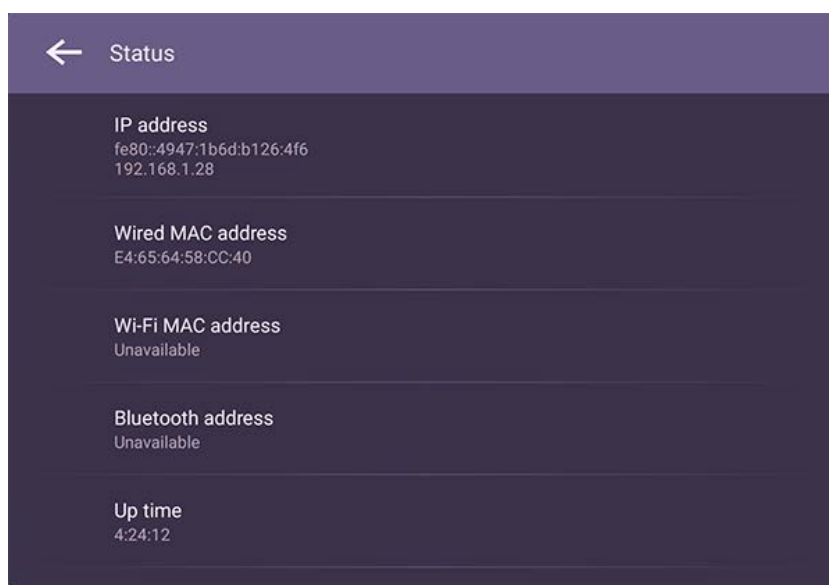 Status
IP address
fe80::4947:1b6d:b126:4f6
192.168.1.28
Wired MAC address
E4:65:64:58:CC:40
Wi-Fi MAC address
Unavailable
Bluetooth address
Unavailable
Up time
4:24:12